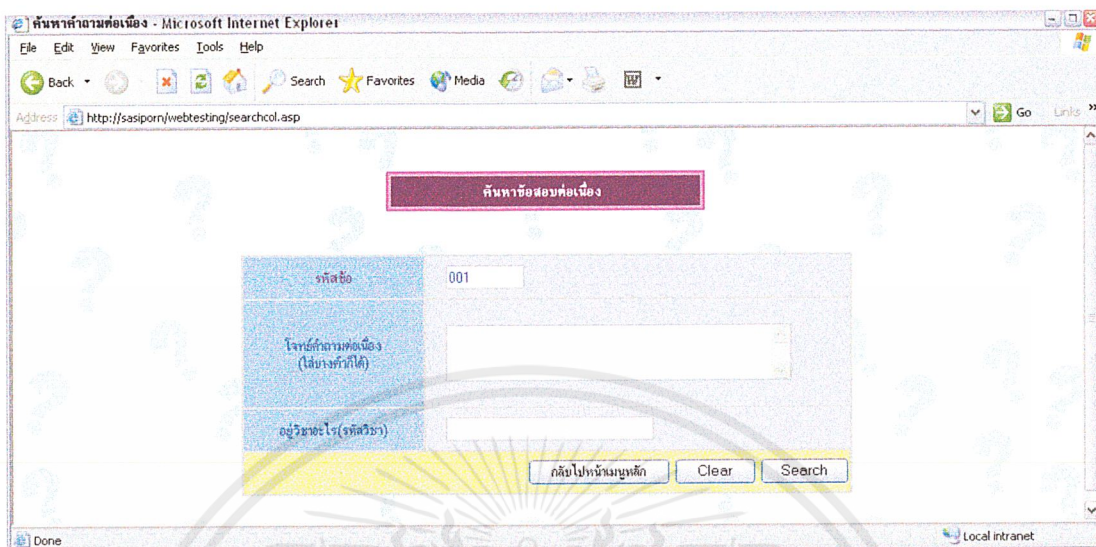 ค้นหาคำถามต่อเนื่อง - Microsoft Internet Explorer
File Edit View Favorites Tools Help
Back Search Favorites Media
Address http://sasiporn/webtesting/searchcol.asp Go Links »
ค้นหาข้อสอบต่อเนื่อง
รหัสข้อ 001
โจทย์คำถามต่อเนื่อง
(ใส่บางคำก็ได้)
อยู่วิชาอะไร(รหัสวิชา)
กลับไปหน้าเมนูหลัก Clear Search
Done Local intranet